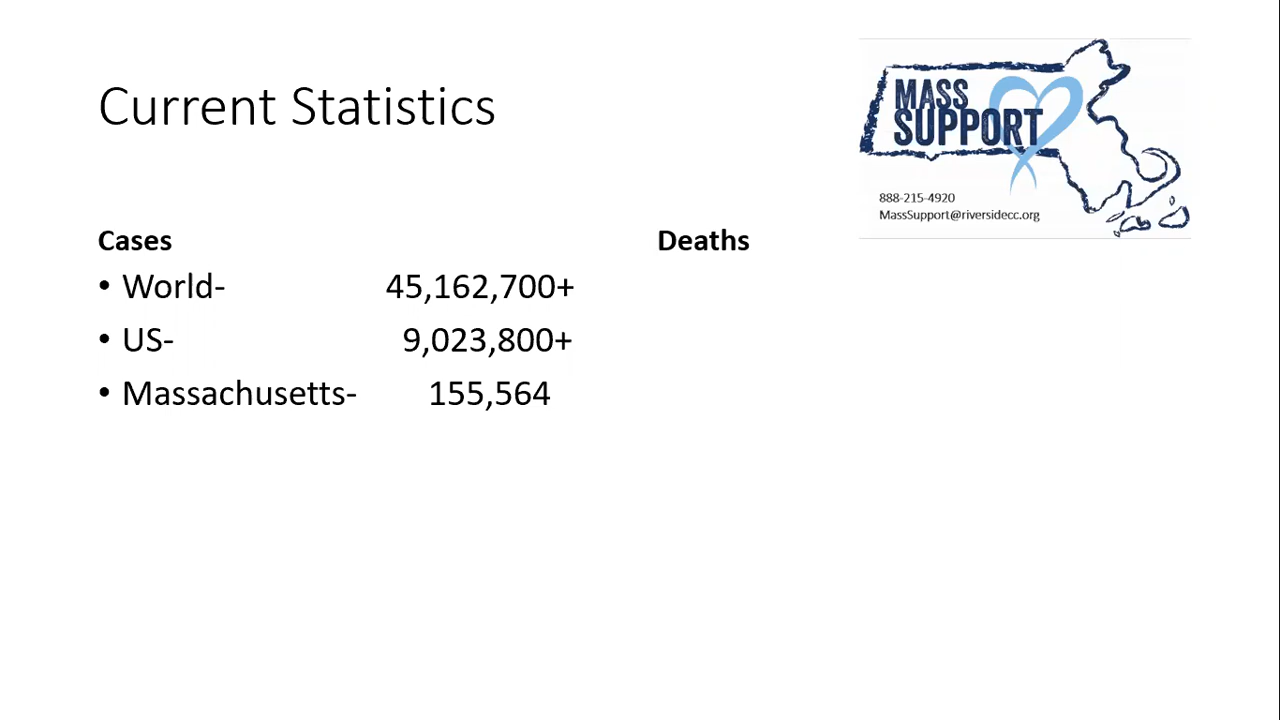 Current Statistics
MASS
SUPPORT
888-215-4920
MassSupport@riversidecc.org
Cases
• World- 45,162,700+
• US- 9,023,800+
• Massachusetts- 155,564
Deaths